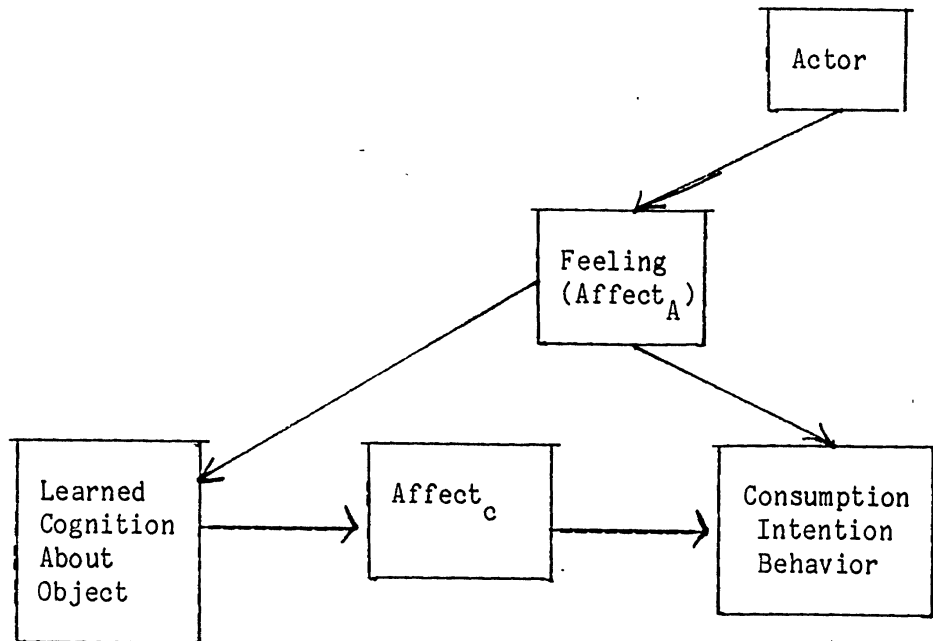 Actor
Feeling
(Affect_A)
Learned
Cognition
About
Object
Affect_c
Consumption
Intention
Behavior